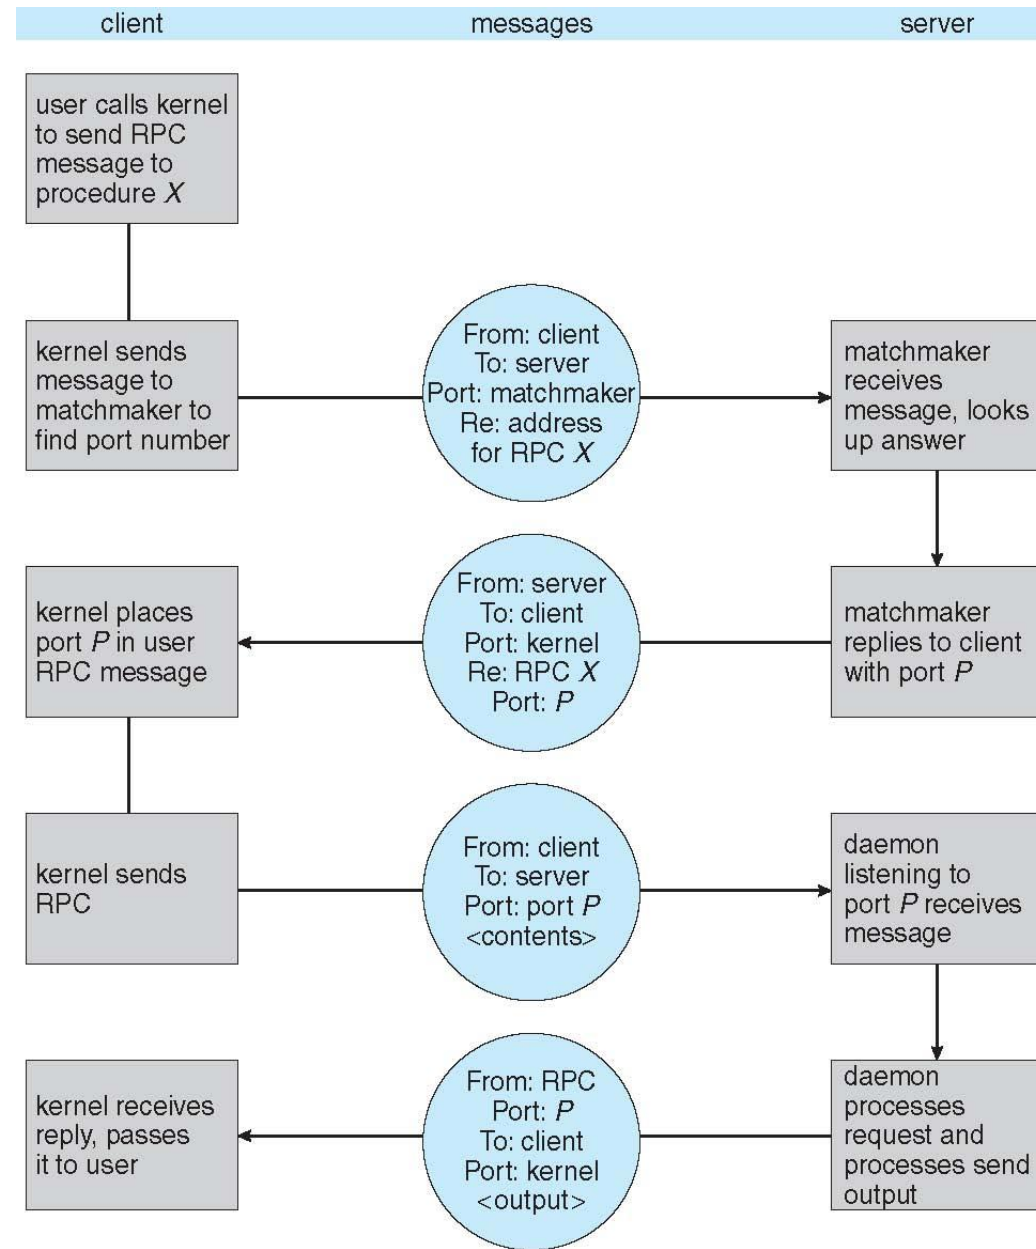 client
messages
server
user calls kernel
to send RPC
message to
procedure X
kernel sends
message to
matchmaker to
find port number
From: client
To: server
Port: matchmaker
Re: address
for RPC X
matchmaker
receives
message, looks
up answer
kernel places
port P in user
RPC message
From: server
To: client
Port: kernel
Re: RPC X
Port: P
matchmaker
replies to client
with port P
kernel sends
RPC
From: client
To: server
Port: port P
<contents>
daemon
listening to
port P receives
message
kernel receives
reply, passes
it to user
From: RPC
Port: P
To: client
Port: kernel
<output>
daemon
processes
request and
processes send
output